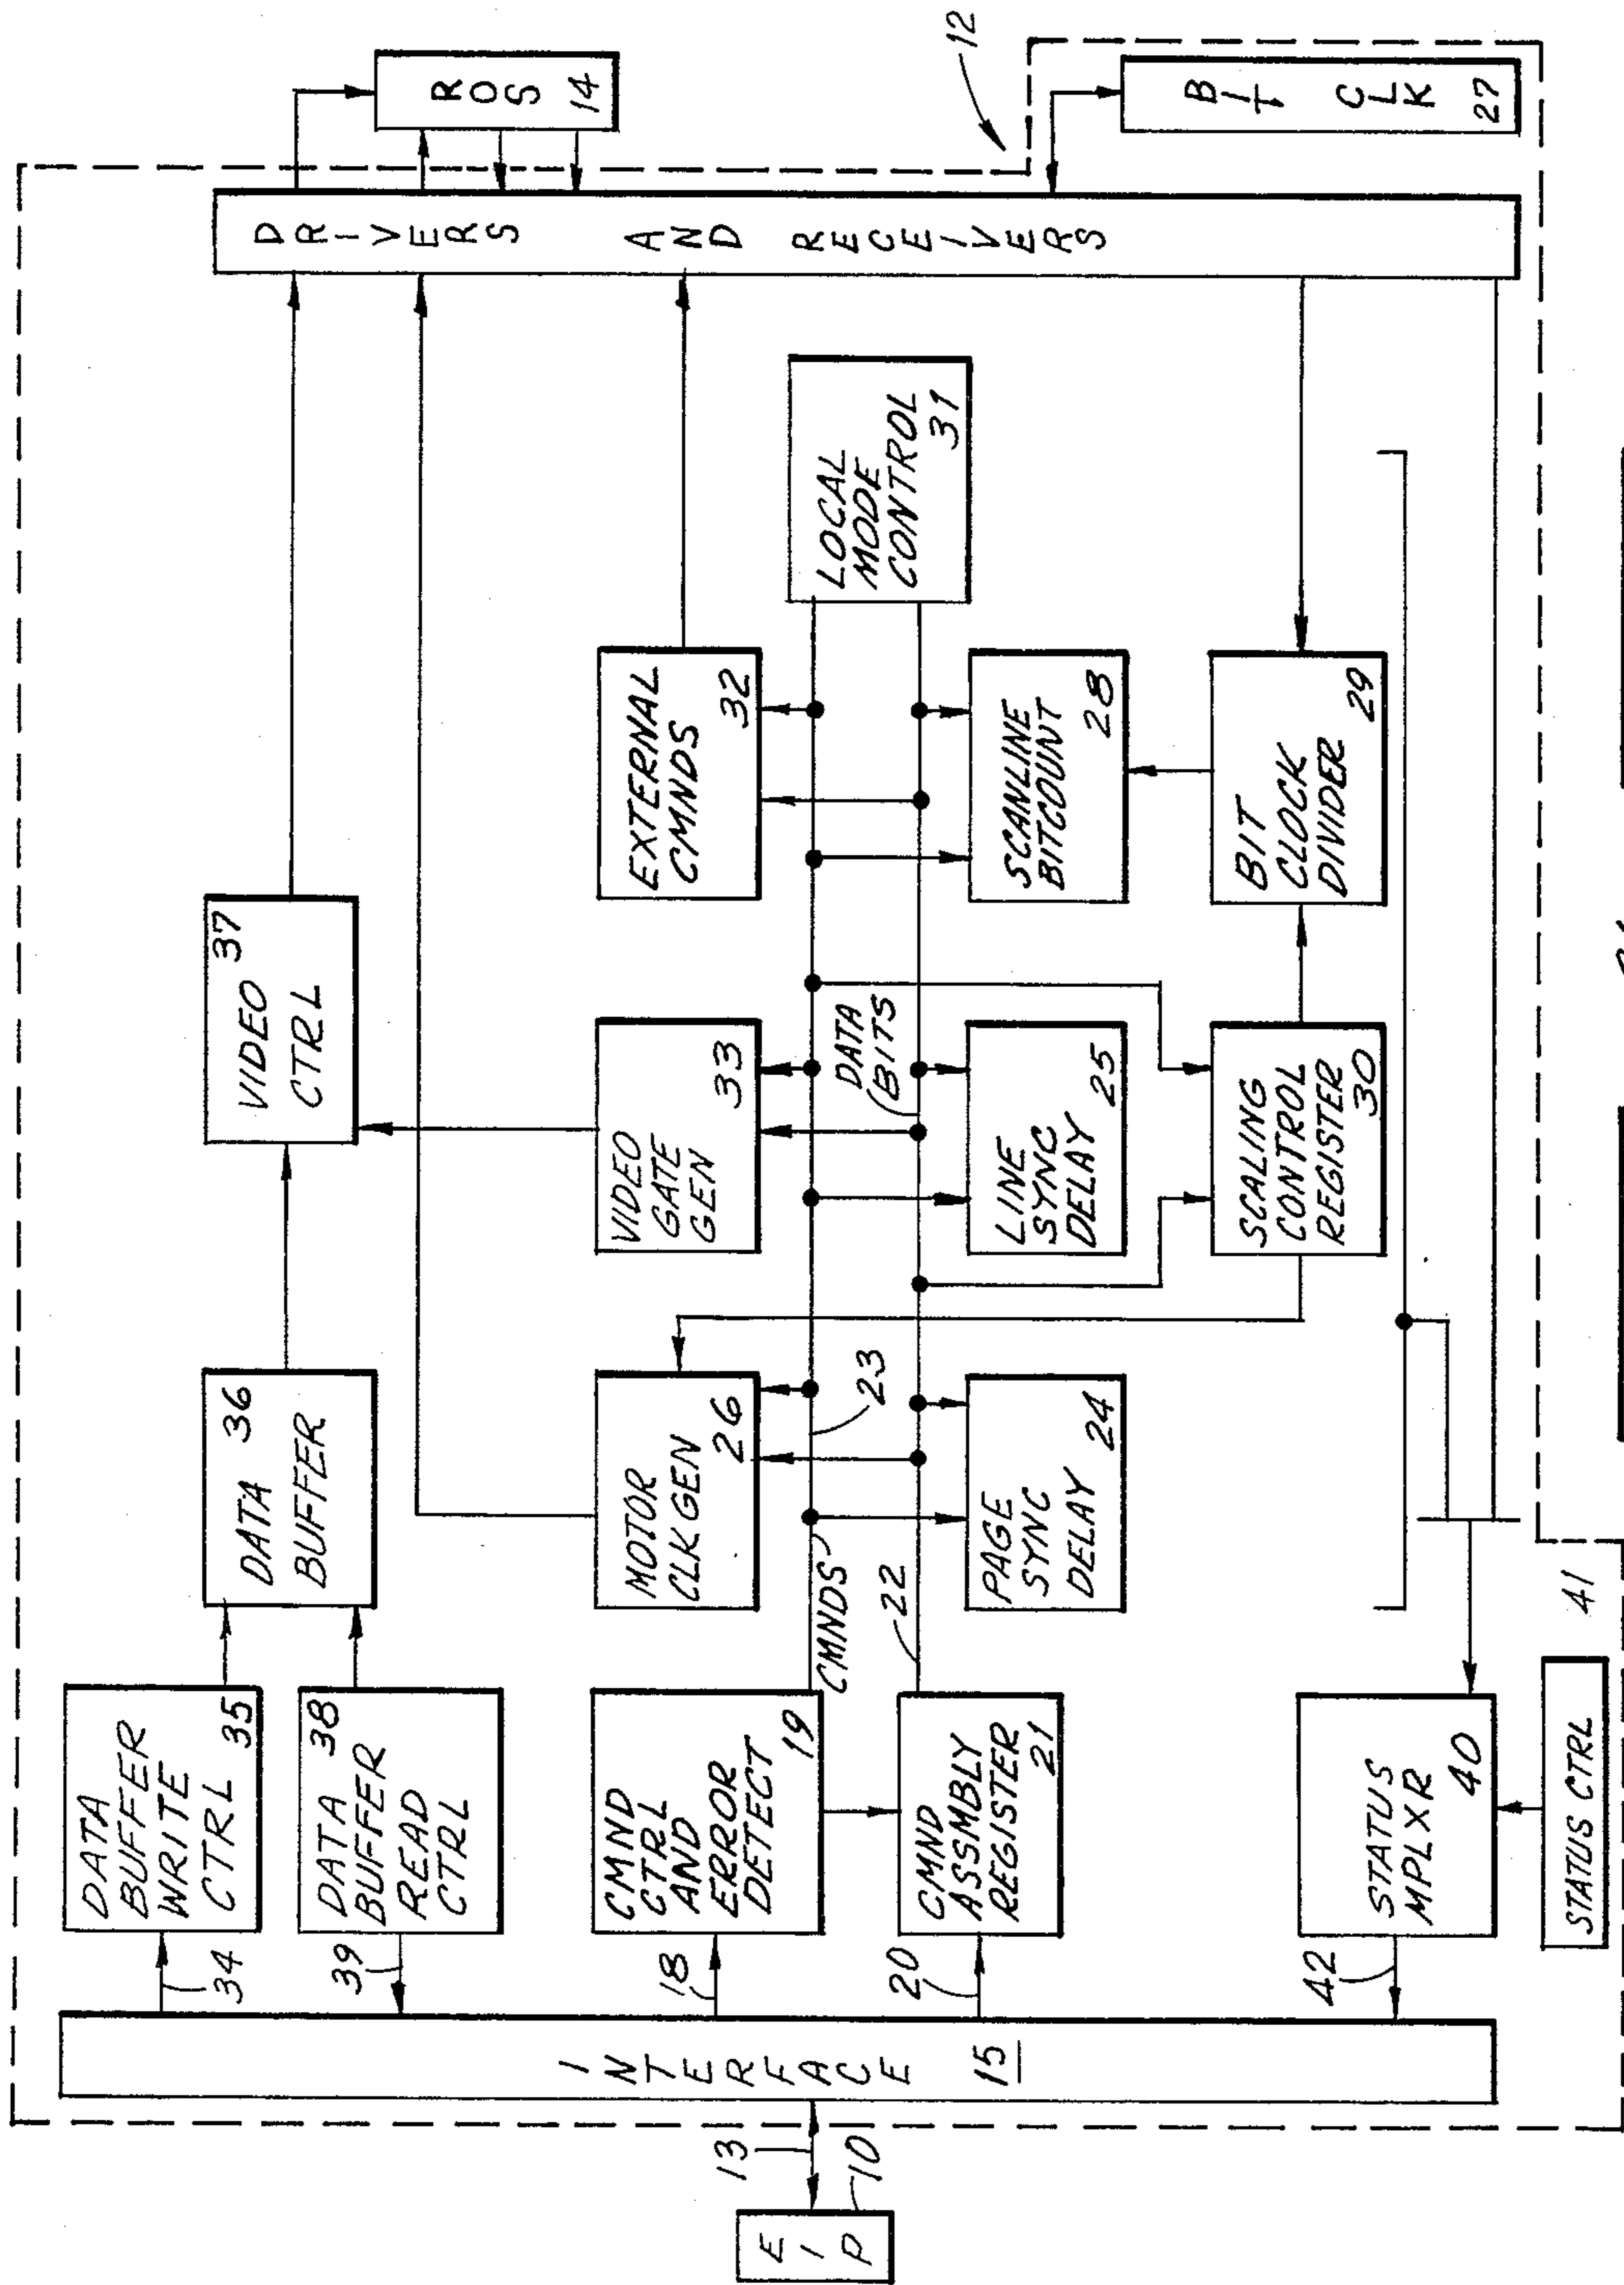 DATA
BUFFER
WRITE
CTRL 35
34
DATA 36
BUFFER
VIDEO 37
CTRL
DATA 38
BUFFER
READ
CTRL
39
DRIVERS AND RECEIVERS
ROS 14
12
BIT CLK 27
EIP
10
13
INTERFACE 15
18
CMND
CTRL
AND
ERROR
DETECT 19
CMNDS
MOTOR
CLKGEN
26
23
VIDEO
GATE
GEN 33
EXTERNAL
CMNDS
32
LOCAL
MODE
CONTROL
31
DATA
BITS
20
CMND
ASSMBLY
REGISTER
21
22
PAGE
SYNC
DELAY 24
LINE
SYNC
DELAY 25
SCANLINE
BITCOUNT
28
SCALING
CONTROL
REGISTER
30
BIT
CLOCK
DIVIDER
29
42
STATUS
MPLXR
40
STATUS CTRL
41